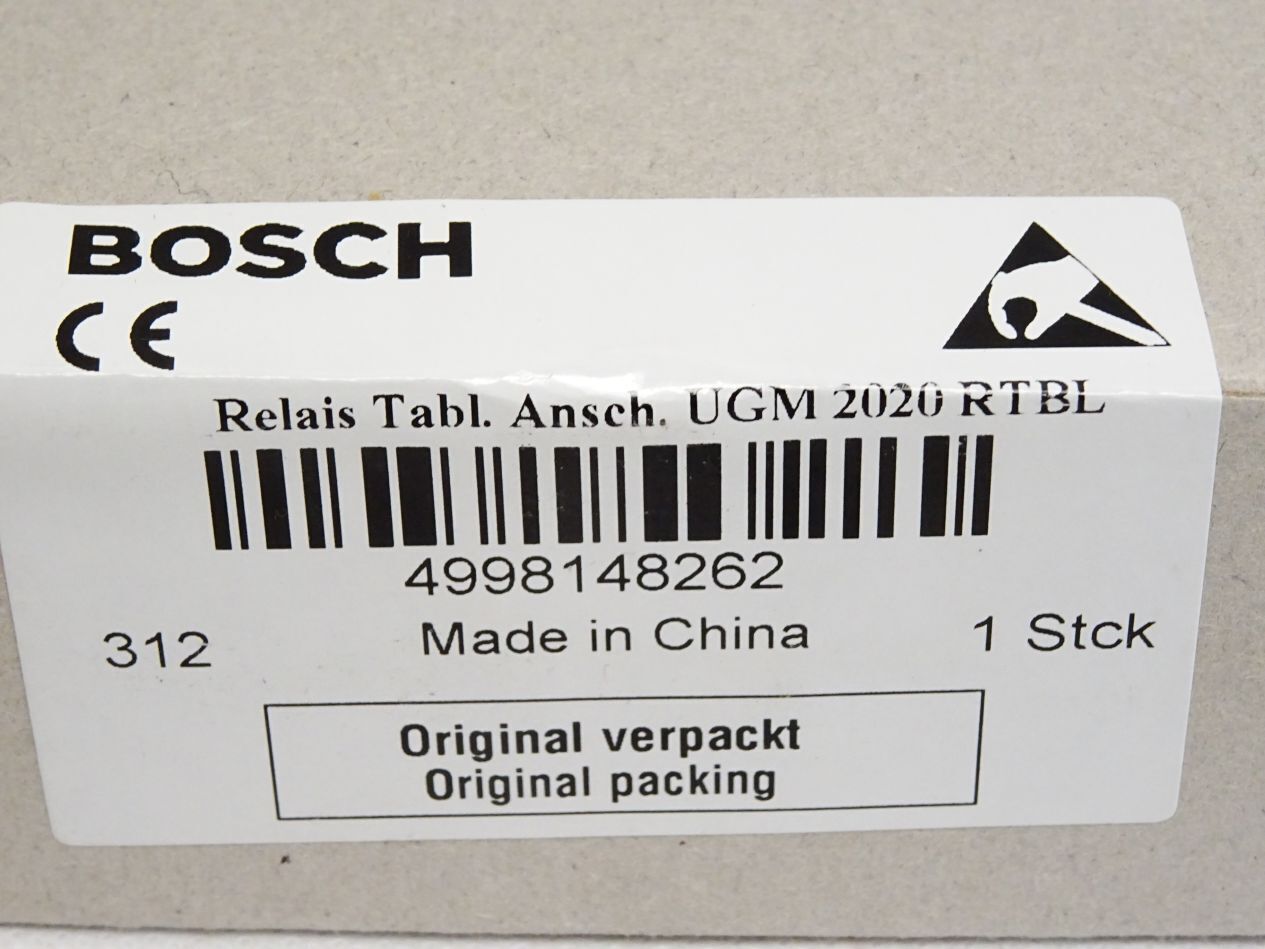 BOSCH
CE
Relais Tabl. Ansch. UGM 2020 RTBL
4998148262
312 Made in China 1 Stck
Original verpackt
Original packing